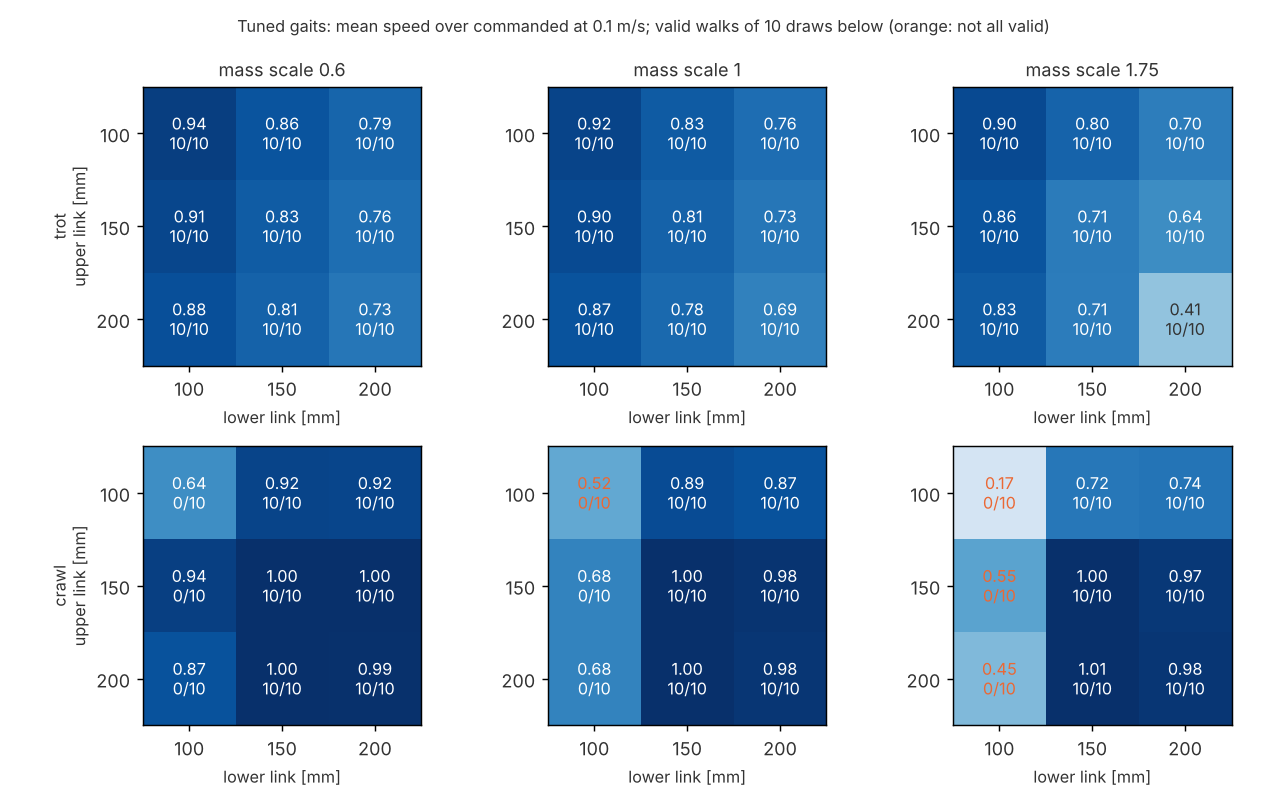 Tuned gaits: mean speed over commanded at 0.1 m/s; valid walks of 10 draws below (orange: not all valid)
mass scale 0.6
mass scale 1
mass scale 1.75
trot
upper link [mm]
100
0.94 0.86 0.79
10/10 10/10 10/10
150
0.91 0.83 0.76
10/10 10/10 10/10
200
0.88 0.81 0.73
10/10 10/10 10/10
100 150 200
lower link [mm]
100
0.92 0.83 0.76
10/10 10/10 10/10
150
0.90 0.81 0.73
10/10 10/10 10/10
200
0.87 0.78 0.69
10/10 10/10 10/10
100 150 200
lower link [mm]
100
0.90 0.80 0.70
10/10 10/10 10/10
150
0.86 0.71 0.64
10/10 10/10 10/10
200
0.83 0.71 0.41
10/10 10/10 10/10
100 150 200
lower link [mm]
crawl
upper link [mm]
100
0.64 0.92 0.92
0/10 10/10 10/10
150
0.94 1.00 1.00
0/10 10/10 10/10
200
0.87 1.00 0.99
0/10 10/10 10/10
100 150 200
lower link [mm]
100
0.52 0.89 0.87
0/10 10/10 10/10
150
0.68 1.00 0.98
0/10 10/10 10/10
200
0.68 1.00 0.98
0/10 10/10 10/10
100 150 200
lower link [mm]
100
0.17 0.72 0.74
0/10 10/10 10/10
150
0.55 1.00 0.97
0/10 10/10 10/10
200
0.45 1.01 0.98
0/10 10/10 10/10
100 150 200
lower link [mm]